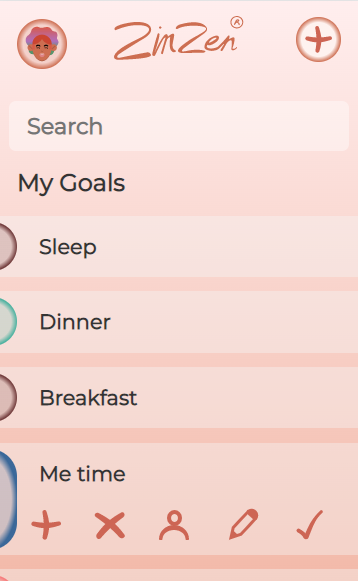 ZinZen®
Search
My Goals
Sleep
Dinner
Breakfast
Me time